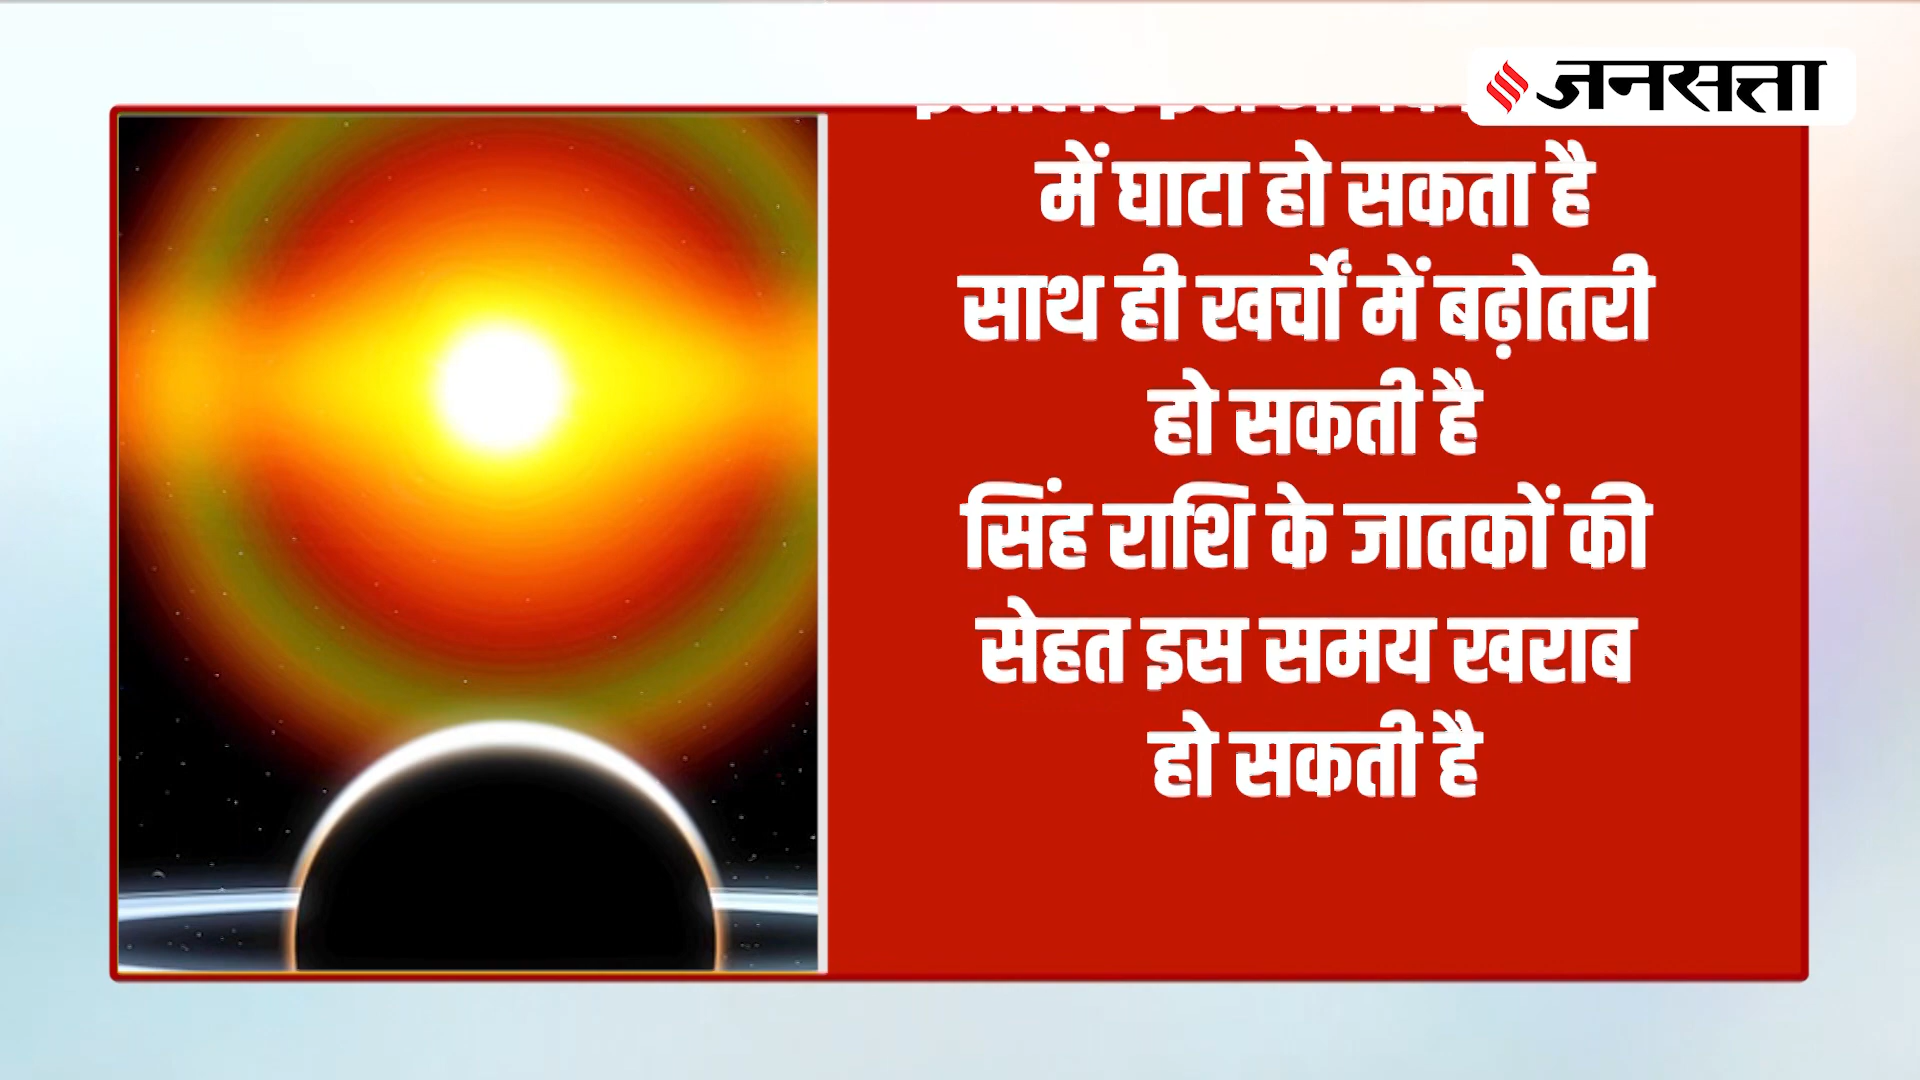 जनसत्ता
में घाटा हो सकता है
साथ ही खर्चों में बढ़ोतरी
हो सकती है
सिंह राशि के जातकों की
सेहत इस समय खराब
हो सकती है